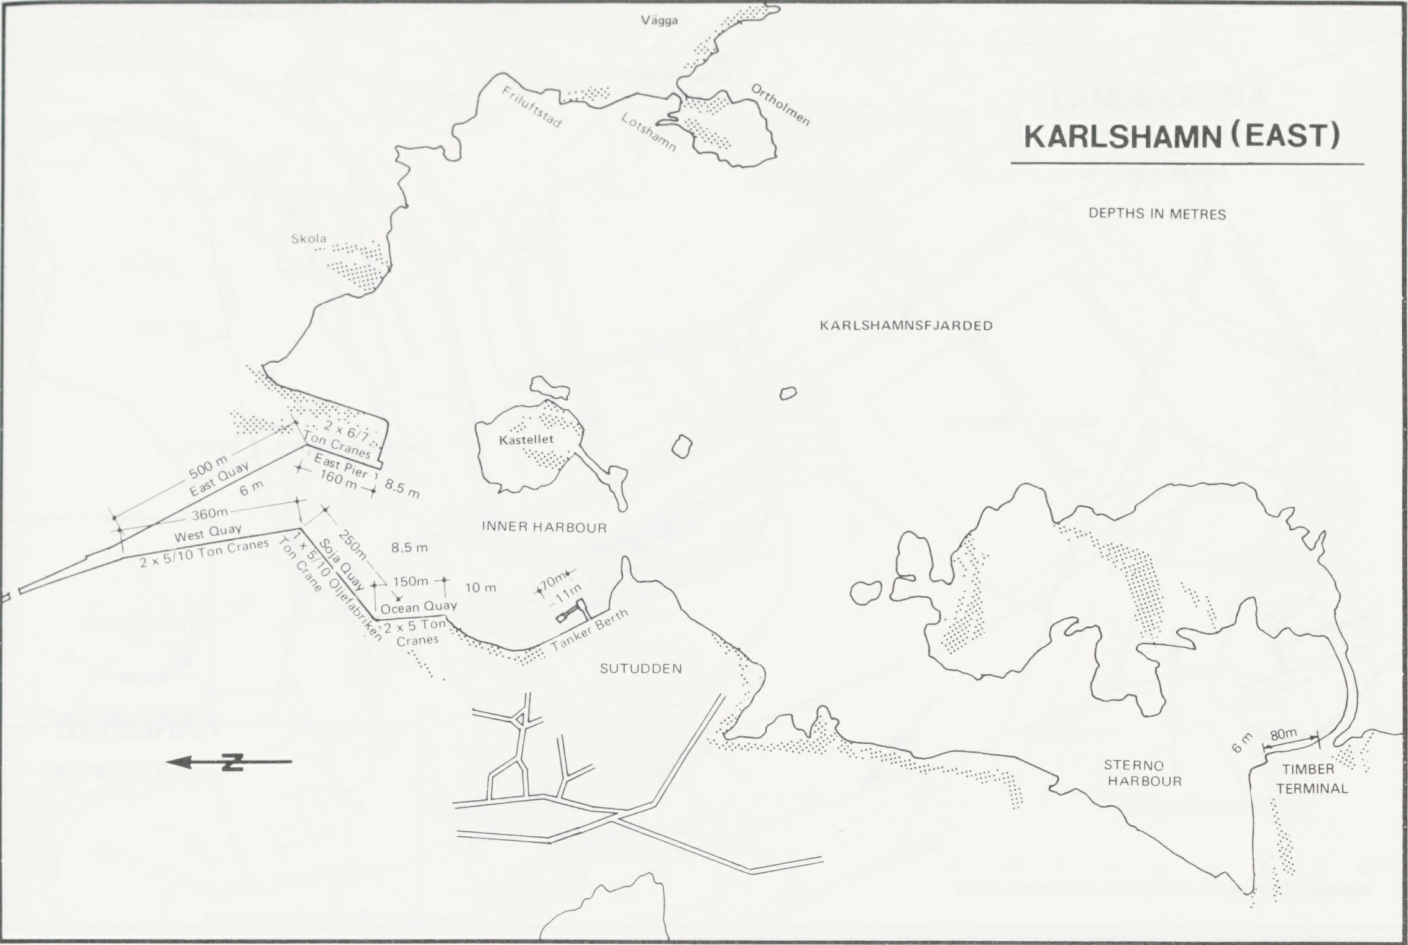 Vägga
Ortholmen
Friluftstad
Lotshamn
KARLSHAMN (EAST)
DEPTHS IN METRES
Skola
KARLSHAMNSFJARDED
2 x 6/7
Ton Cranes
East Pier
160 m
8.5 m
500 m
East Quay
6 m
Kastellet
360m
West Quay
2 x 5/10 Ton Cranes
INNER HARBOUR
250m
Soja Quay
1 x 5/10 Oljefabriken
Ton Crane
8.5 m
150m
10 m
Ocean Quay
2 x 5 Ton
Cranes
70m
11m
Tanker Berth
SUTUDDEN
N
6 m
80m
STERNO
HARBOUR
TIMBER
TERMINAL